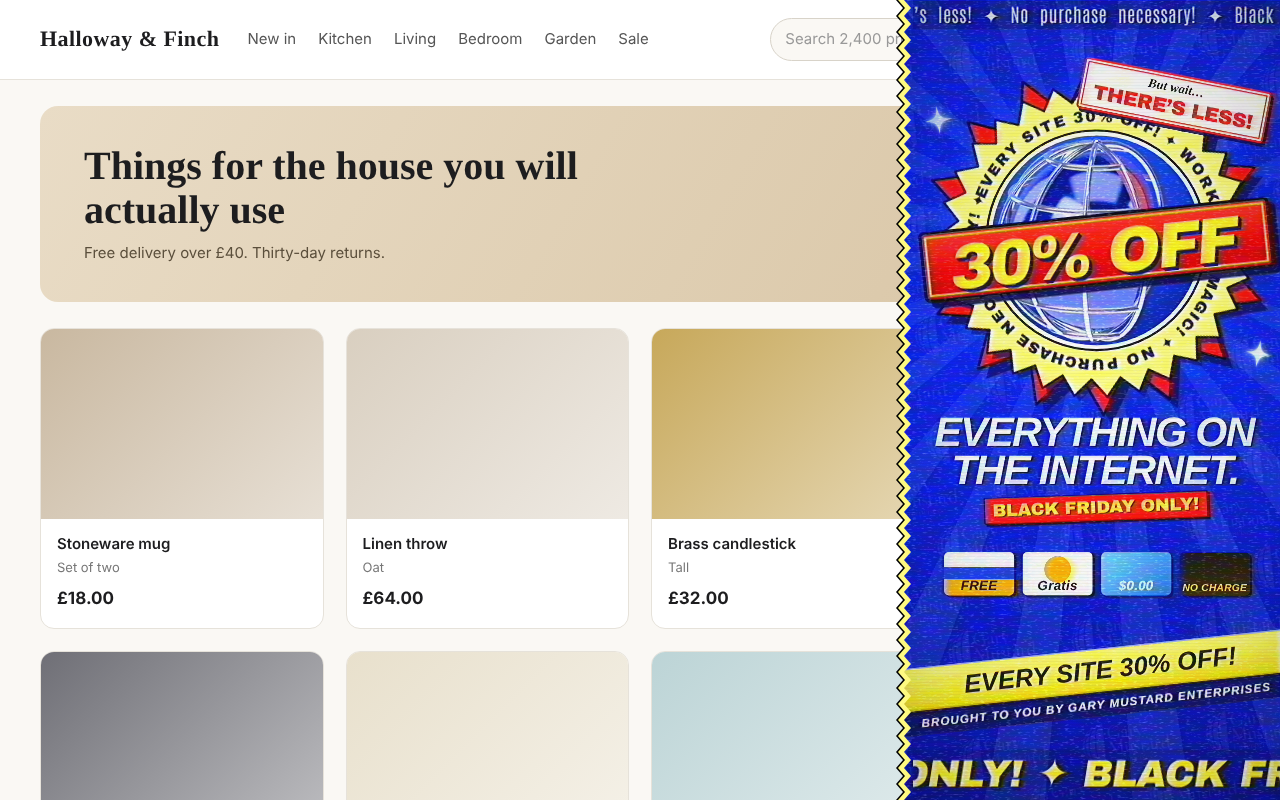 Halloway & Finch
New in
Kitchen
Living
Bedroom
Garden
Sale
Search 2,400
Things for the house you will
actually use
Free delivery over £40. Thirty-day returns.
Stoneware mug
Set of two
£18.00
Linen throw
Oat
£64.00
Brass candlestick
Tall
£32.00
's less! ✦ No purchase necessary! ✦ Black
But wait...
THERE'S LESS!
EVERY SITE 30% OFF! ✦ WORK
MAGIC! ✦ NO PURCHASE NEC
Y! ✦
30% OFF
EVERYTHING ON
THE INTERNET.
BLACK FRIDAY ONLY!
FREE
Gratis
$0.00
NO CHARGE
EVERY SITE 30% OFF!
BROUGHT TO YOU BY GARY MUSTARD ENTERPRISES
ONLY! ✦ BLACK FR